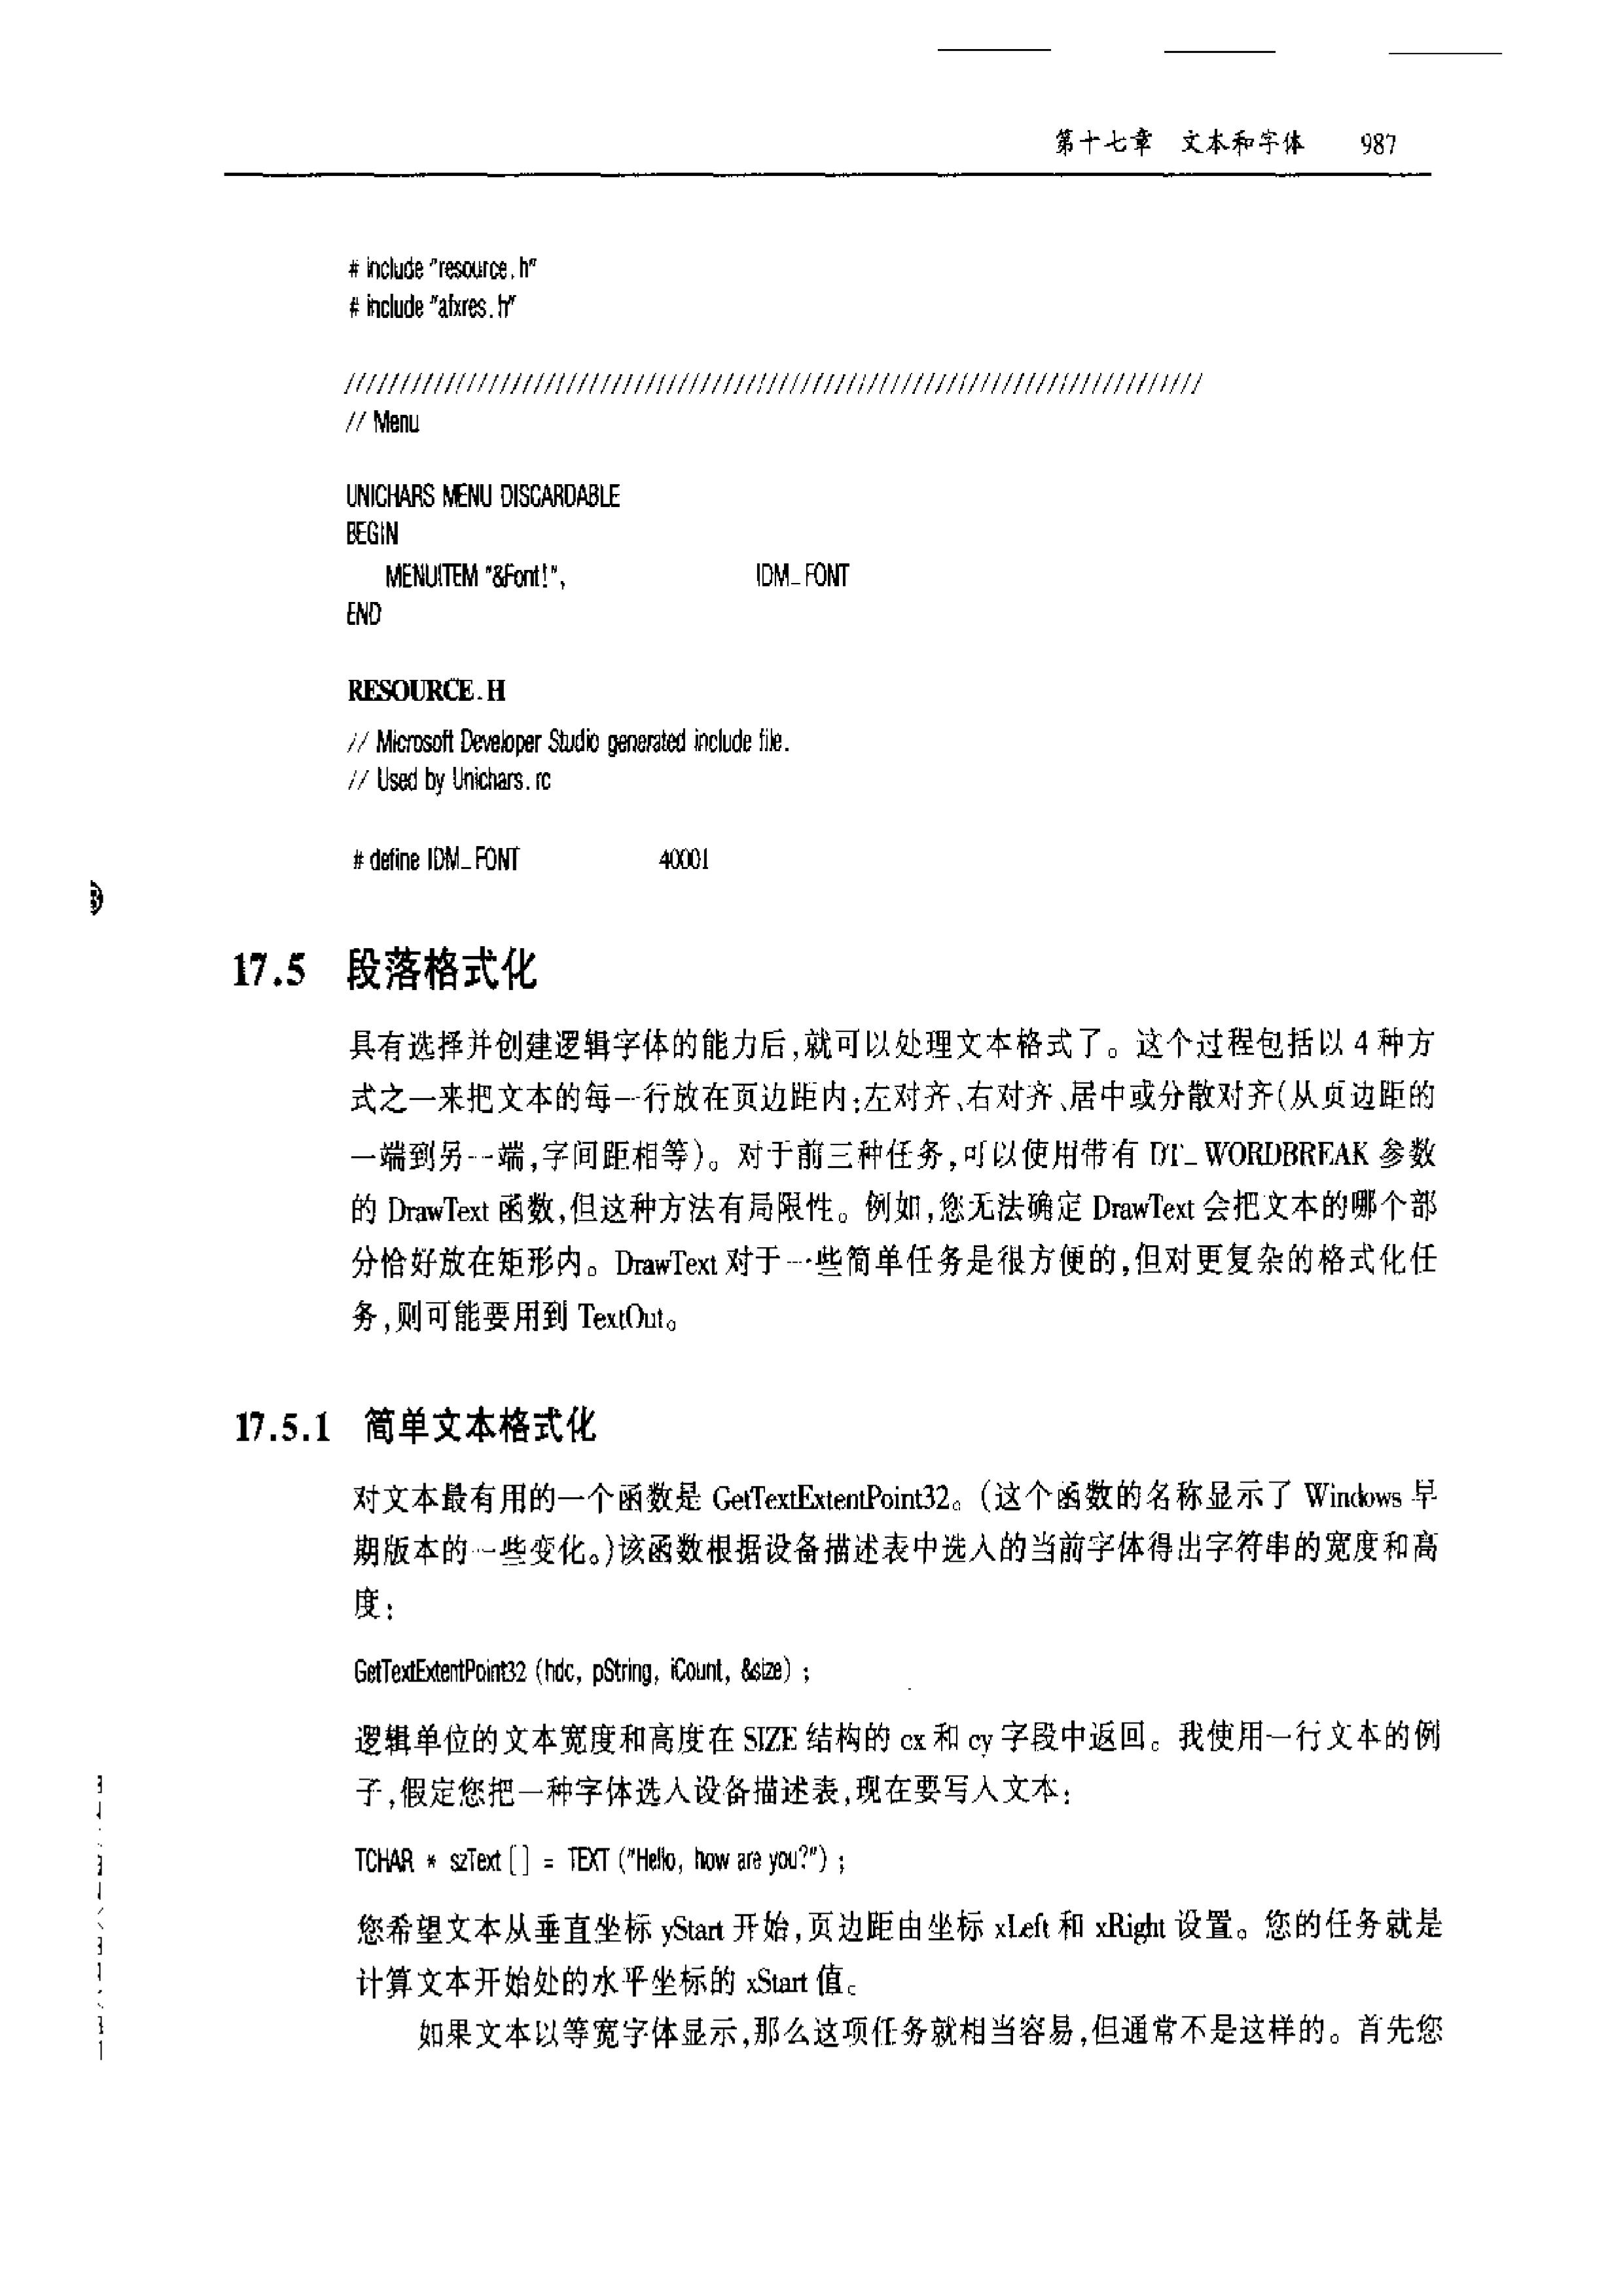 第十七章 文本和字体 987
# include "resource.h"
# include "afxres.h"
//////////////////////////////////////////////////////////////////////////////
// Menu
UNICHARS MENU DISCARDABLE
BEGIN
MENUITEM "&Font!", IDM_FONT
END
RESOURCE.H
// Microsoft Developer Studio generated include file.
// Used by Unichars.rc
# define IDM_FONT 40001
17.5 段落格式化
具有选择并创建逻辑字体的能力后,就可以处理文本格式了。这个过程包括以 4 种方
式之一来把文本的每一行放在页边距内:左对齐、右对齐、居中或分散对齐(从页边距的
一端到另一端,字间距相等)。对于前三种任务,可以使用带有 DT_WORDBREAK 参数
的 DrawText 函数,但这种方法有局限性。例如,您无法确定 DrawText 会把文本的哪个部
分恰好放在矩形内。DrawText 对于一些简单任务是很方便的,但对更复杂的格式化任
务,则可能要用到 TextOut。
17.5.1 简单文本格式化
对文本最有用的一个函数是 GetTextExtentPoint32。(这个函数的名称显示了 Windows 早
期版本的一些变化。)该函数根据设备描述表中选入的当前字体得出字符串的宽度和高
度:
GetTextExtentPoint32 (hdc, pString, iCount, &size) ;
逻辑单位的文本宽度和高度在 SIZE 结构的 cx 和 cy 字段中返回。我使用一行文本的例
子,假定您把一种字体选入设备描述表,现在要写入文本:
TCHAR * szText [] = TEXT ("Hello, how are you?") ;
您希望文本从垂直坐标 yStart 开始,页边距由坐标 xLeft 和 xRight 设置。您的任务就是
计算文本开始处的水平坐标的 xStart 值。
如果文本以等宽字体显示,那么这项任务就相当容易,但通常不是这样的。首先您